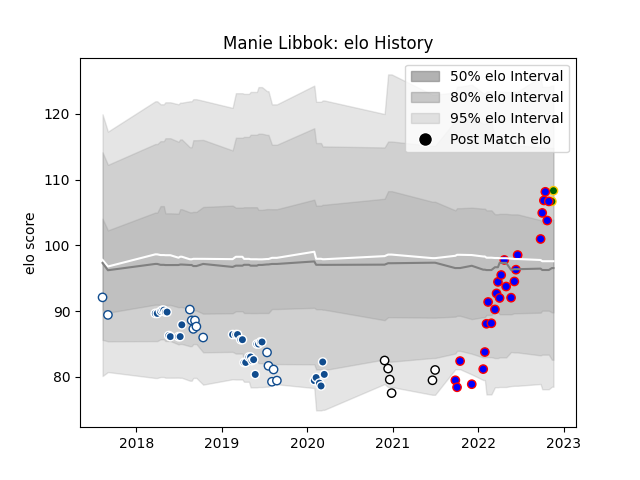 Manie Libbok: elo History
50% elo Interval
80% elo Interval
95% elo Interval
Post Match elo
elo score
120
110
100
90
80
2018
2019
2020
2021
2022
2023